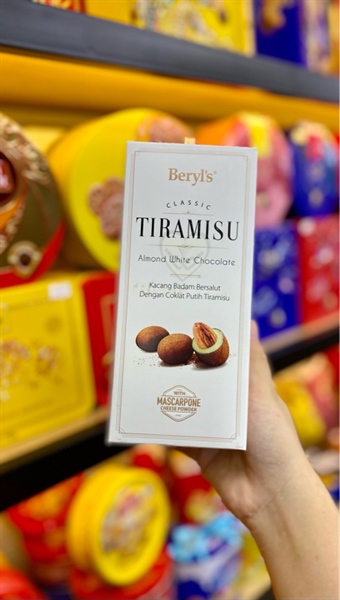 Beryl's®
CLASSIC
TIRAMISU
Almond White Chocolate
Kacang Badam Bersalut
Dengan Coklat Putih Tiramisu
WITH
MASCARPONE
CHEESE POWDER